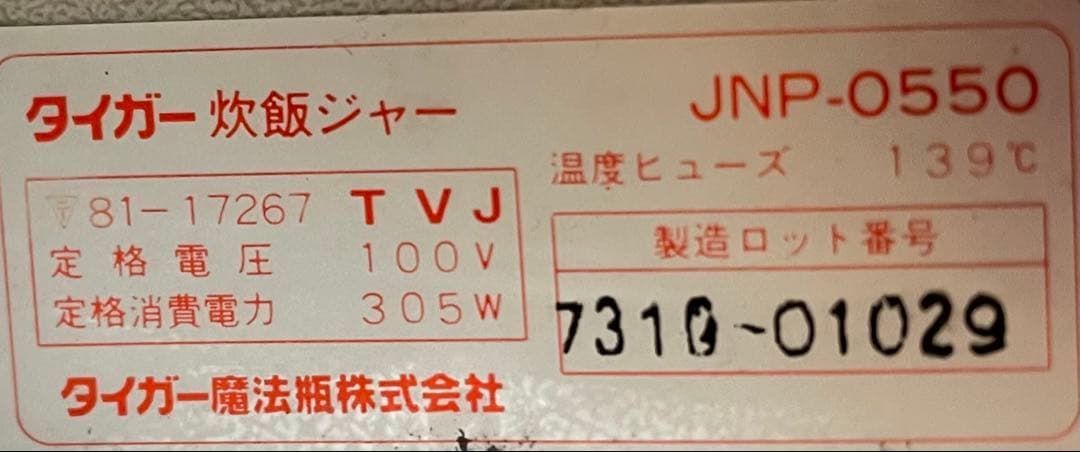 タイガー 炊飯ジャー
JNP-0550
温度ヒューズ 139℃
〒81-17267 TVJ
定格電圧 100V
定格消費電力 305W
製造ロット番号
7310-01029
タイガー魔法瓶株式会社